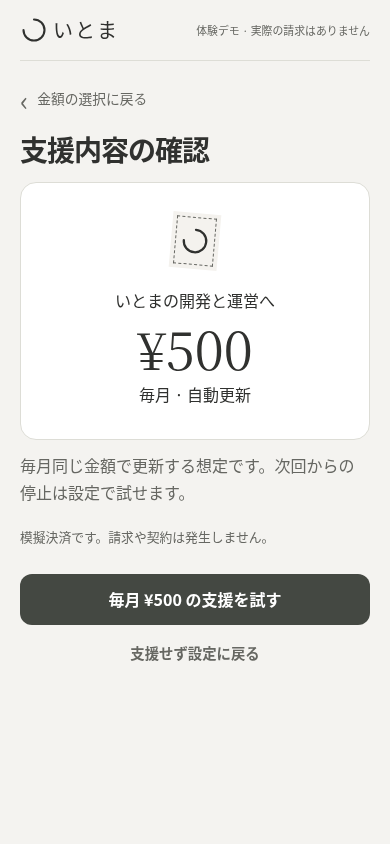 いとま
体験デモ · 実際の請求はありません
‹ 金額の選択に戻る
支援内容の確認
いとまの開発と運営へ
¥500
毎月 · 自動更新
毎月同じ金額で更新する想定です。次回からの
停止は設定で試せます。
模擬決済です。請求や契約は発生しません。
毎月 ¥500 の支援を試す
支援せず設定に戻る